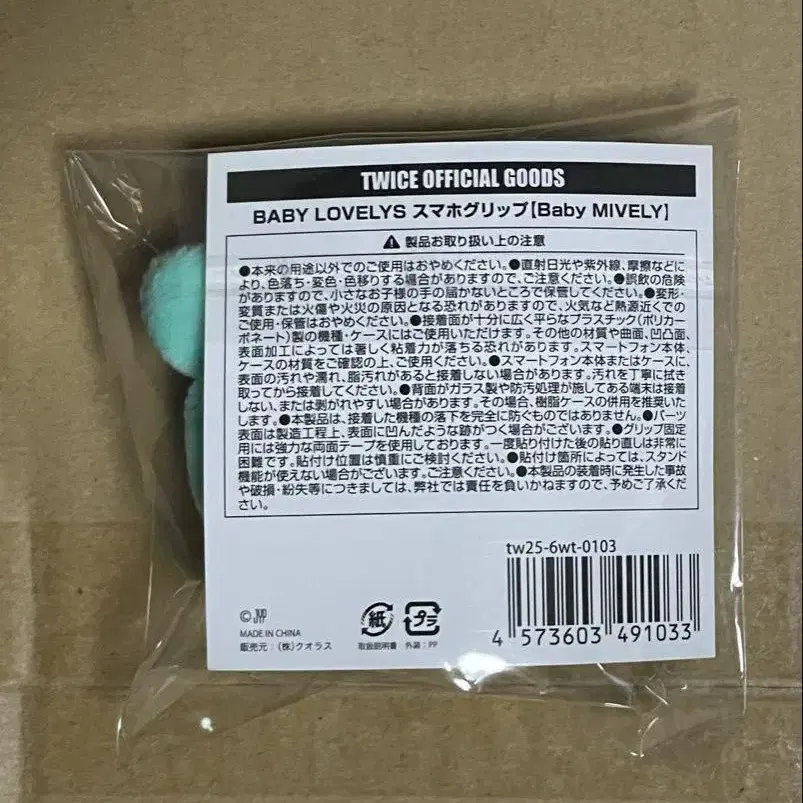 TWICE OFFICIAL GOODS
BABY LOVELYS スマホグリップ【Baby MIVELY】
⚠ 製品お取り扱い上の注意
●本来の用途以外でのご使用はおやめください。●直射日光や紫外線、摩擦などに
より、色落ち・変色・色移りする場合がありますので、ご注意ください。●誤飲の危険
がありますので、小さなお子様の手の届かないところで保管してください。●変形・
変質または火傷や火災の原因となる恐れがありますので、火気など熱源近くでの
ご使用・保管はおやめください。●接着面が十分に広く平らなプラスチック(ポリカー
ボネート)製の機種・ケースにはご使用いただけます。その他の材質や曲面、凹凸面、
表面加工によっては著しく粘着力が落ちる恐れがあります。スマートフォン本体、
ケースの材質をご確認の上、ご使用ください。●スマートフォン本体またはケースに、
表面の汚れや濡れ、脂汚れがあると接着しない場合があります。汚れを丁寧に拭き
取ってから接着してください。●背面がガラス製や防汚処理が施してある端末は接着
しない、または剥がれやすい場合があります。その場合、樹脂ケースの併用を推奨いた
します。●本製品は、接着した機種の落下を完全に防ぐものではありません。●パーツ
表面は製造工程上、表面に凹んだような跡がつく場合がございます。●グリップ固定
用には強力な両面テープを使用しております。一度貼り付けた後の貼り直しは非常に
困難です。貼付け位置は慎重にご検討ください。●貼付け箇所によっては、スタンド
機能が使えない場合がございます。ご注意ください。●本製品の装着時に発生した事故
や破損・紛失等につきましては、弊社では責任を負いかねますので、予めご了承くだ
さい。
tw25-6wt-0103
4 573603 491033
© JYP
MADE IN CHINA
販売元:(株)クオラス
紙
取扱説明書
プラ
外装:PP